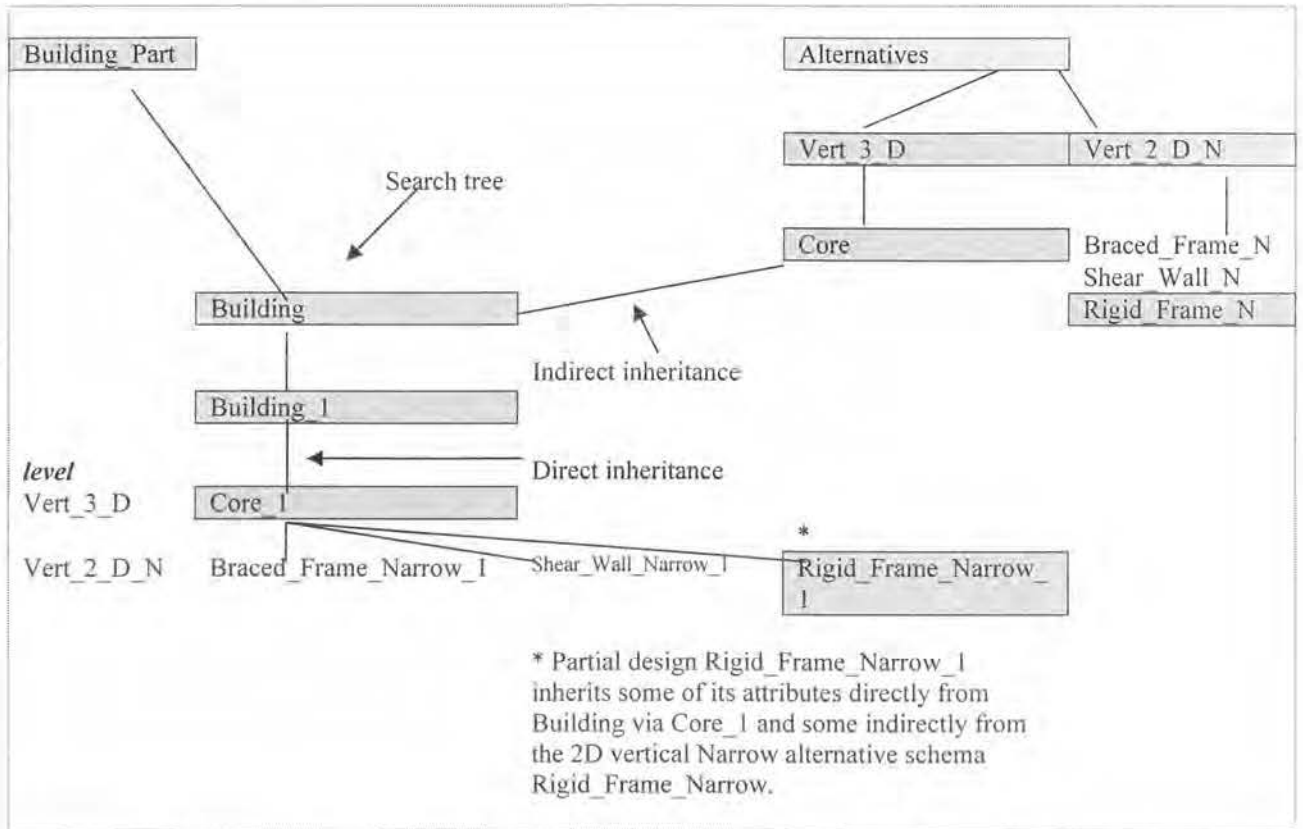 Building_Part
Alternatives
Vert_3_D
Vert_2_D_N
Search tree
Core
Braced_Frame_N
Shear_Wall_N
Building
Rigid_Frame_N
Indirect inheritance
Building_1
level
Direct inheritance
Vert_3_D
Core_1
*
Vert_2_D_N
Braced_Frame_Narrow_1
Shear_Wall_Narrow_1
Rigid_Frame_Narrow_
1
* Partial design Rigid_Frame_Narrow_1
inherits some of its attributes directly from
Building via Core_1 and some indirectly from
the 2D vertical Narrow alternative schema
Rigid_Frame_Narrow.